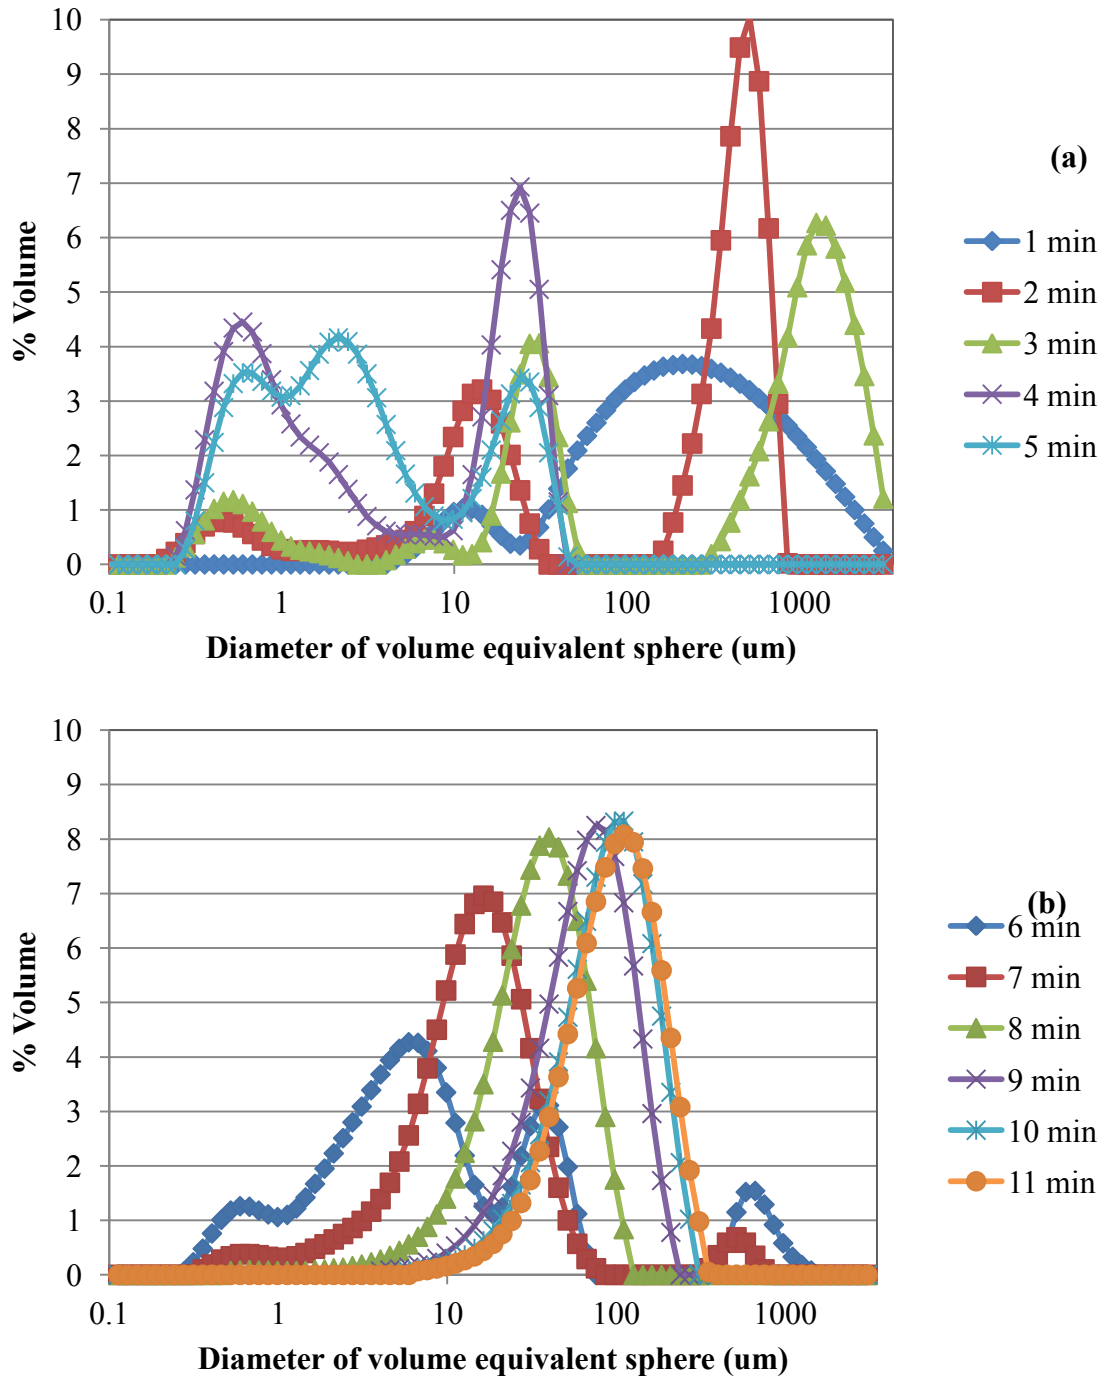 10
9
8
7
6
5
4
3
2
1
0
% Volume
0.1 1 10 100 1000
Diameter of volume equivalent sphere (um)
(a)
1 min
2 min
3 min
4 min
5 min
10
9
8
7
6
5
4
3
2
1
0
% Volume
0.1 1 10 100 1000
Diameter of volume equivalent sphere (um)
(b)
6 min
7 min
8 min
9 min
10 min
11 min